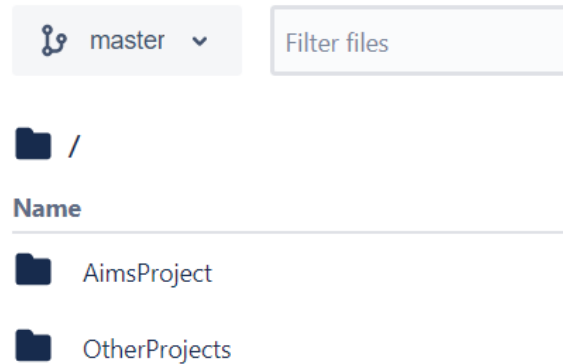 master
Filter files
/
Name
AimsProject
OtherProjects